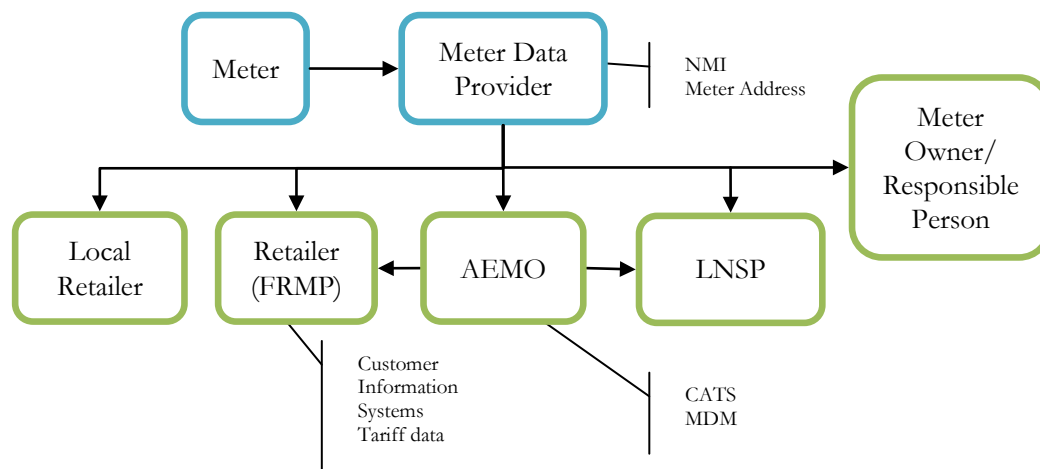 Meter
Meter Data
Provider
NMI
Meter Address
Meter
Owner/
Responsible
Person
Local
Retailer
Retailer
(FRMP)
AEMO
LNSP
Customer
Information
Systems
Tariff data
CATS
MDM